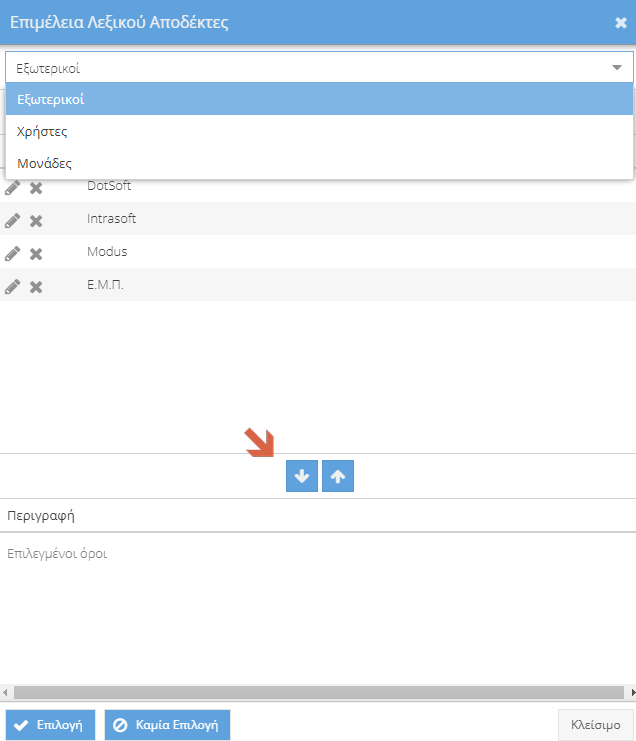 Επιμέλεια Λεξικού Αποδέκτες
Εξωτερικοί
Εξωτερικοί
Χρήστες
Μονάδες
DotSoft
Intrasoft
Modus
Ε.Μ.Π.
Περιγραφή
Επιλεγμένοι όροι
Επιλογή
Καμία Επιλογή
Κλείσιμο